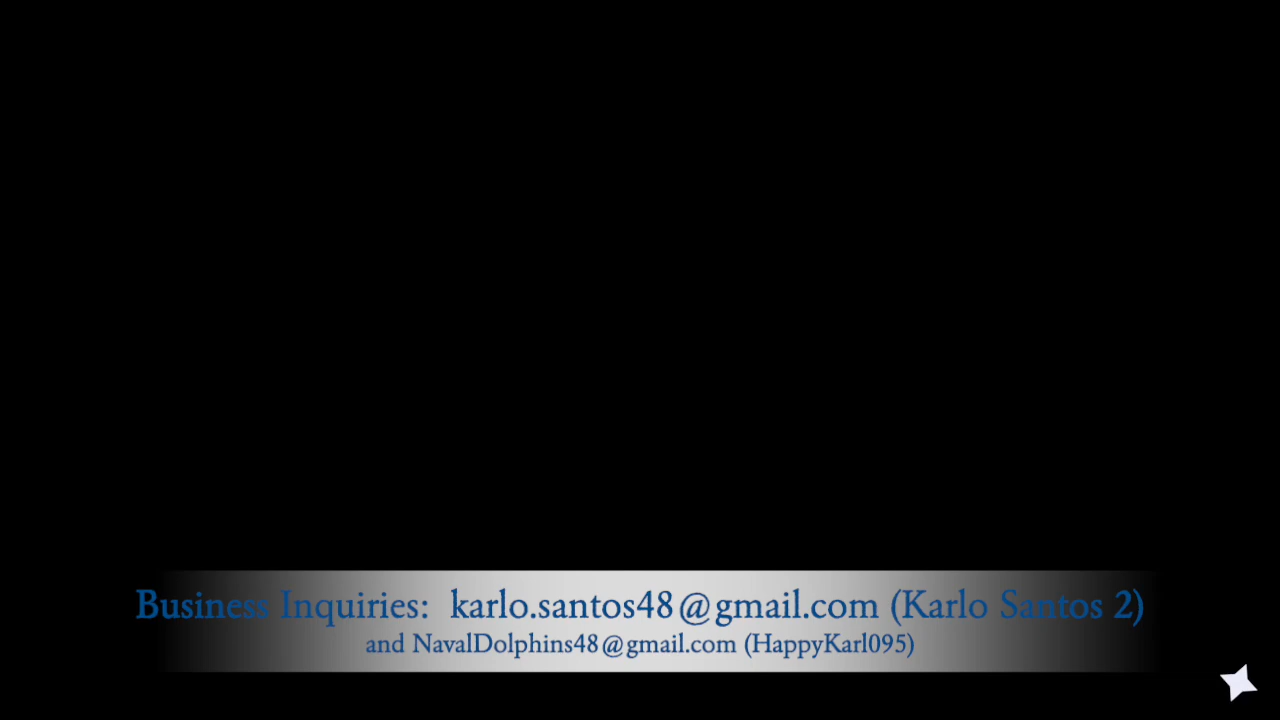 Business Inquiries: karlo.santos48@gmail.com (Karlo Santos 2)
and NavalDolphins48@gmail.com (HappyKarl095)